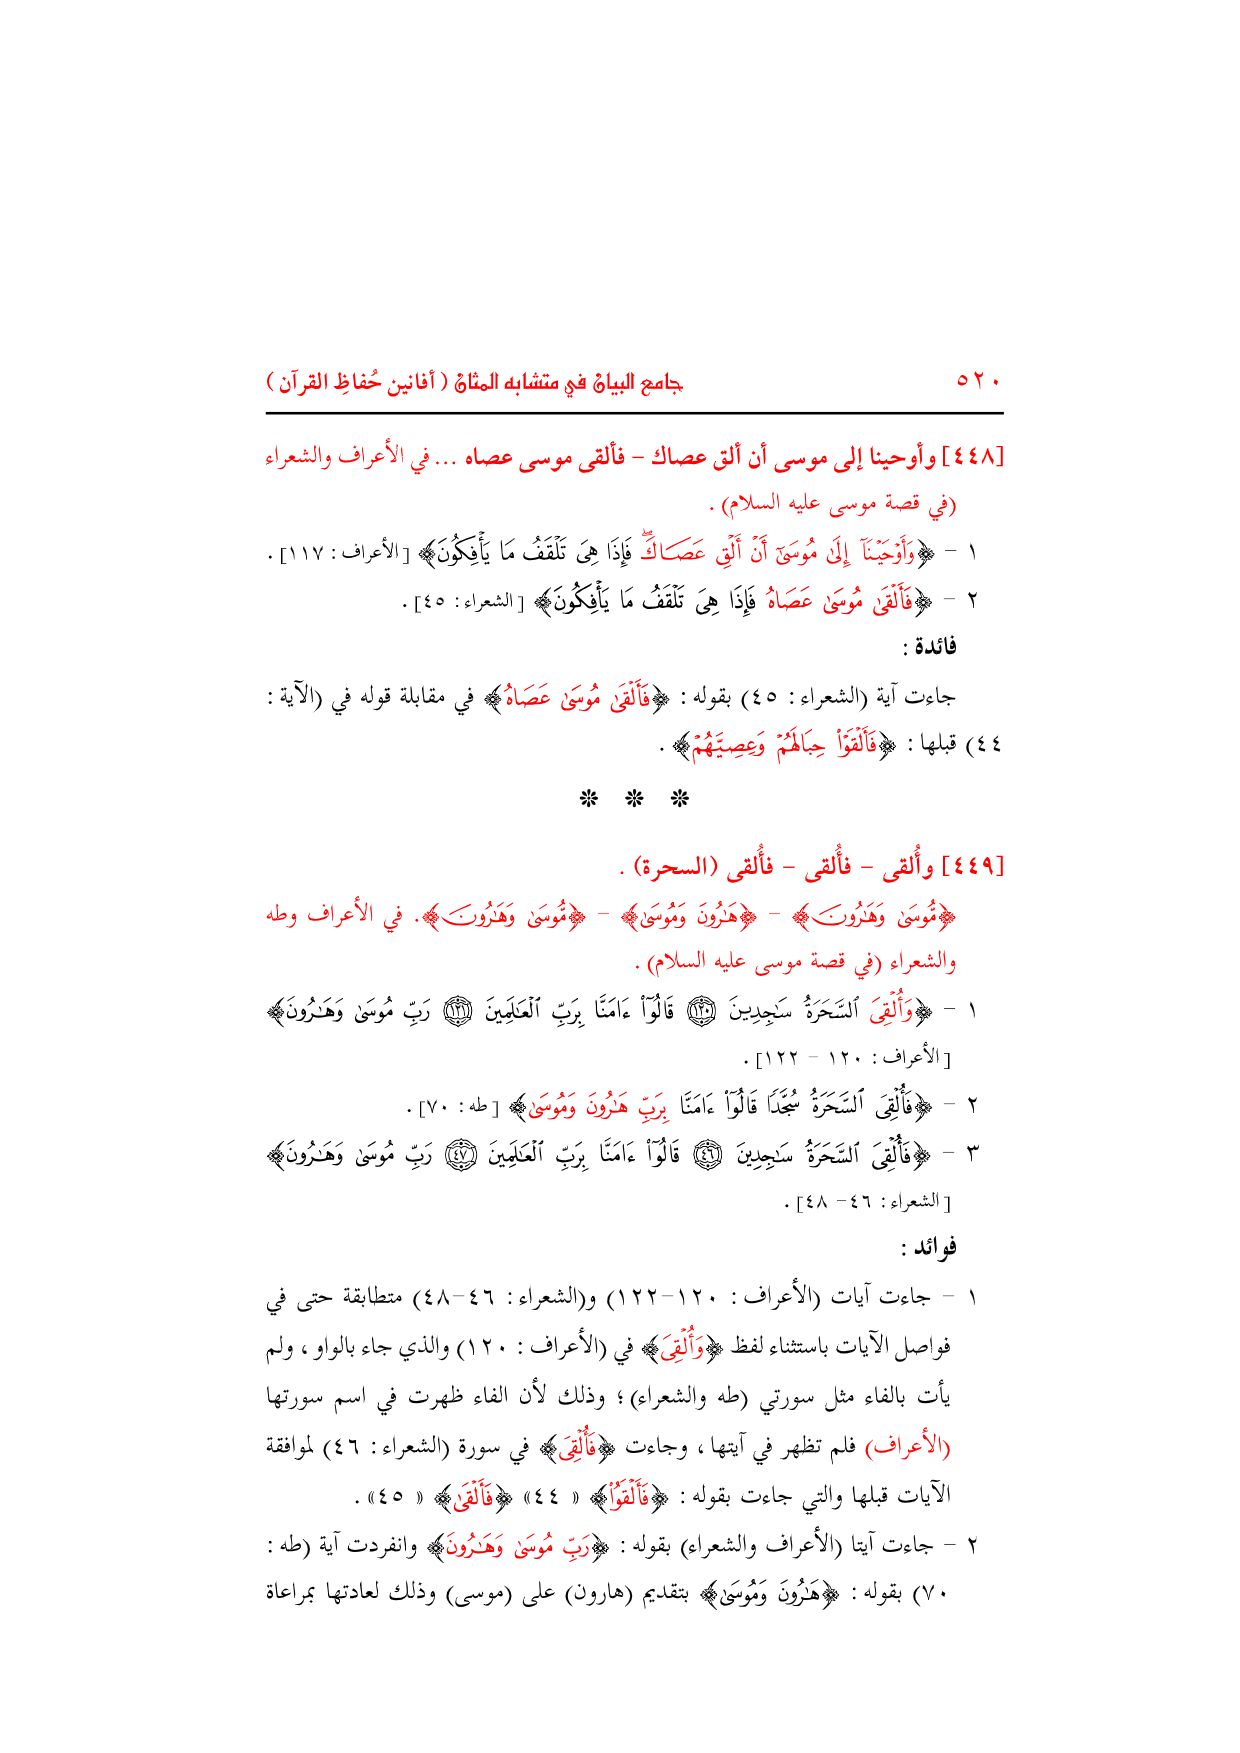 ٥٢٠ جامع البيان في متشابه المثان ( أفانين حُفاظِ القرآن )
[٤٤٨] وأوحينا إلى موسى أن ألق عصاك – فألقى موسى عصاه ... في الأعراف والشعراء
(في قصة موسى عليه السلام) .
١ – ﴿وَأَوْحَيْنَآ إِلَىٰ مُوسَىٰٓ أَنْ أَلْقِ عَصَاكَۖ فَإِذَا هِىَ تَلْقَفُ مَا يَأْفِكُونَ﴾ [الأعراف : ١١٧] .
٢ – ﴿فَأَلْقَىٰ مُوسَىٰ عَصَاهُ فَإِذَا هِىَ تَلْقَفُ مَا يَأْفِكُونَ﴾ [الشعراء : ٤٥] .
فائدة :
جاءت آية (الشعراء : ٤٥) بقوله : ﴿فَأَلْقَىٰ مُوسَىٰ عَصَاهُ﴾ في مقابلة قوله في (الآية :
٤٤) قبلها : ﴿فَأَلْقَوْا۟ حِبَالَهُمْ وَعِصِيَّهُمْ﴾ .
❊ ❊ ❊
[٤٤٩] وأُلقى – فأُلقى – فأُلقى (السحرة) .
﴿مُّوسَىٰ وَهَـٰرُونَ﴾ – ﴿هَـٰرُونَ وَمُوسَىٰ﴾ – ﴿مُّوسَىٰ وَهَـٰرُونَ﴾. في الأعراف وطه
والشعراء (في قصة موسى عليه السلام) .
١ – ﴿وَأُلْقِىَ ٱلسَّحَرَةُ سَـٰجِدِينَ ١٢٠ قَالُوٓا۟ ءَامَنَّا بِرَبِّ ٱلْعَـٰلَمِينَ ١٢١ رَبِّ مُوسَىٰ وَهَـٰرُونَ﴾
[الأعراف : ١٢٠ – ١٢٢] .
٢ – ﴿فَأُلْقِىَ ٱلسَّحَرَةُ سُجَّدًا قَالُوٓا۟ ءَامَنَّا بِرَبِّ هَـٰرُونَ وَمُوسَىٰ﴾ [طه : ٧٠] .
٣ – ﴿فَأُلْقِىَ ٱلسَّحَرَةُ سَـٰجِدِينَ ٤٦ قَالُوٓا۟ ءَامَنَّا بِرَبِّ ٱلْعَـٰلَمِينَ ٤٧ رَبِّ مُوسَىٰ وَهَـٰرُونَ﴾
[الشعراء : ٤٦– ٤٨] .
فوائد :
١ – جاءت آيات (الأعراف : ١٢٠–١٢٢) و(الشعراء : ٤٦–٤٨) متطابقة حتى في
فواصل الآيات باستثناء لفظ ﴿وَأُلْقِىَ﴾ في (الأعراف : ١٢٠) والذي جاء بالواو ، ولم
يأت بالفاء مثل سورتي (طه والشعراء) ؛ وذلك لأن الفاء ظهرت في اسم سورتها
(الأعراف) فلم تظهر في آيتها ، وجاءت ﴿فَأُلْقِىَ﴾ في سورة (الشعراء : ٤٦) لموافقة
الآيات قبلها والتي جاءت بقوله : ﴿فَأَلْقَوْا۟﴾ «٤٤» ﴿فَأَلْقَىٰ﴾ «٤٥» .
٢ – جاءت آيتا (الأعراف والشعراء) بقوله : ﴿رَبِّ مُوسَىٰ وَهَـٰرُونَ﴾ وانفردت آية (طه :
٧٠) بقوله : ﴿هَـٰرُونَ وَمُوسَىٰ﴾ بتقديم (هارون) على (موسى) وذلك لعادتها بمراعاة